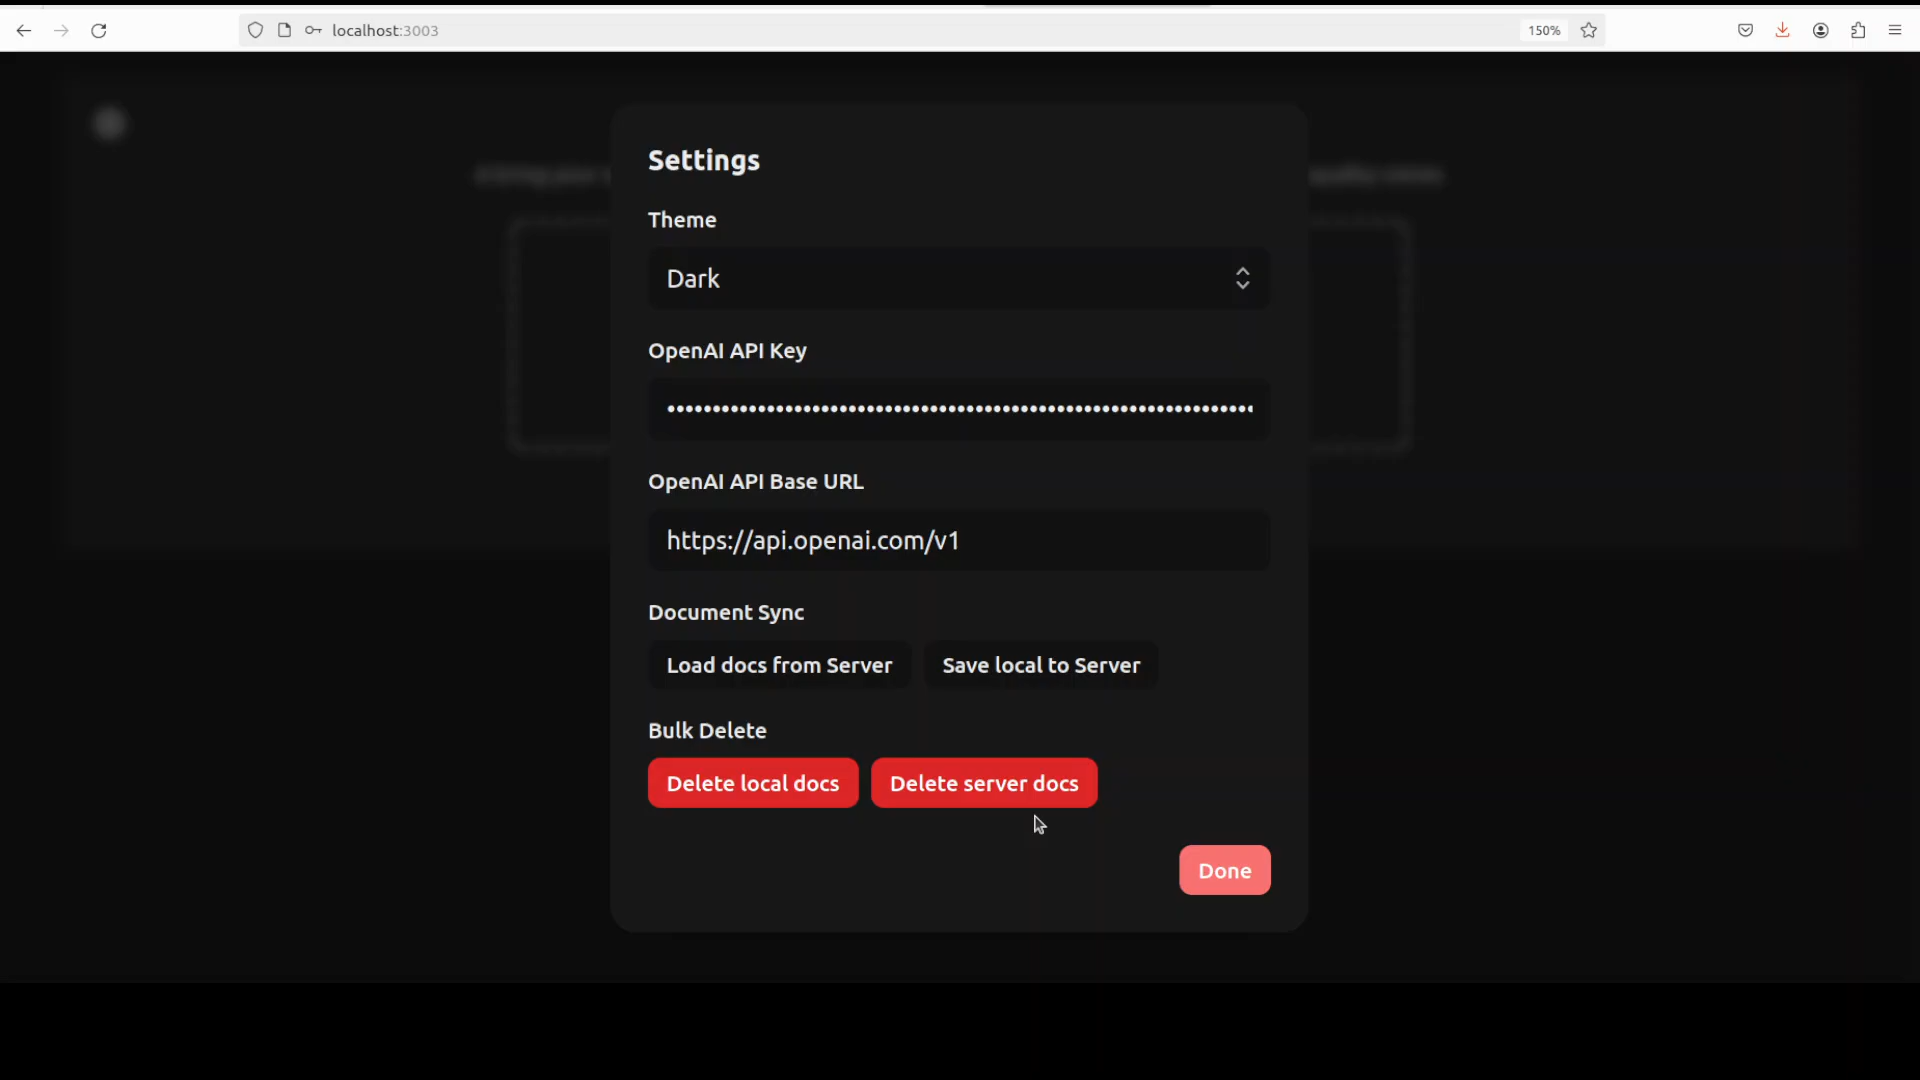 localhost:3003
150%
Settings
Theme
Dark
OpenAI API Key
OpenAI API Base URL
https://api.openai.com/v1
Document Sync
Load docs from Server Save local to Server
Bulk Delete
Delete local docs Delete server docs
Done